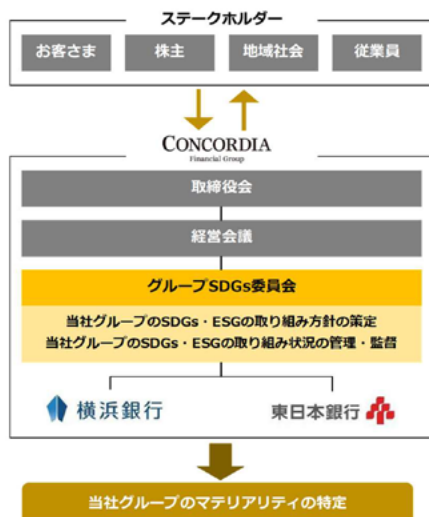 ステークホルダー
お客さま
株主
地域社会
従業員
CONCORDIA
Financial Group
取締役会
経営会議
グループSDGs委員会
当社グループのSDGs・ESGの取り組み方針の策定
当社グループのSDGs・ESGの取り組み状況の管理・監督
横浜銀行
東日本銀行
当社グループのマテリアリティの特定